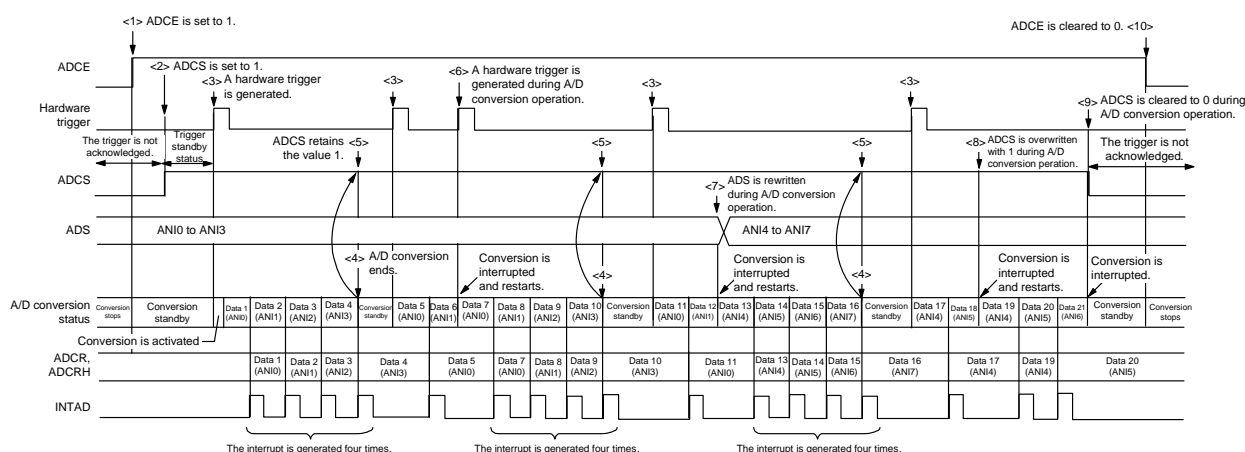 <1> ADCE is set to 1.
ADCE is cleared to 0. <10>
ADCE
<2> ADCS is set to 1.
<3> A hardware trigger
is generated.
<3>
<6> A hardware trigger is
generated during A/D
conversion operation.
<3>
<3>
<9> ADCS is cleared to 0 during
A/D conversion operation.
Hardware
trigger
The trigger is not
acknowledged.
Trigger
standby
status
ADCS retains
the value 1.
<5>
<5>
<5>
<8> ADCS is overwritten
with 1 during A/D
conversion peration.
The trigger is not
acknowledged.
ADCS
<7> ADS is rewritten
during A/D conversion
operation.
ADS
ANI0 to ANI3
ANI4 to ANI7
<4> A/D conversion
ends.
Conversion is
interrupted
and restarts.
<4>
Conversion is
interrupted
and restarts.
<4>
Conversion is
interrupted
and restarts.
Conversion is
interrupted.
A/D conversion
status
Conversion
stops
Conversion
standby
Data 1
(ANI0)
Data 2
(ANI1)
Data 3
(ANI2)
Data 4
(ANI3)
Conversion
standby
Data 5
(ANI0)
Data 6
(ANI1)
Data 7
(ANI0)
Data 8
(ANI1)
Data 9
(ANI2)
Data 10
(ANI3)
Conversion
standby
Data 11
(ANI0)
Data 12
(ANI1)
Data 13
(ANI4)
Data 14
(ANI5)
Data 15
(ANI6)
Data 16
(ANI7)
Conversion
standby
Data 17
(ANI4)
Data 18
(ANI5)
Data 19
(ANI4)
Data 20
(ANI5)
Data 21
(ANI6)
Conversion
standby
Conversion
stops
Conversion is activated
ADCR,
ADCRH
Data 1
(ANI0)
Data 2
(ANI1)
Data 3
(ANI2)
Data 4
(ANI3)
Data 5
(ANI0)
Data 7
(ANI0)
Data 8
(ANI1)
Data 9
(ANI2)
Data 10
(ANI3)
Data 11
(ANI0)
Data 13
(ANI4)
Data 14
(ANI5)
Data 15
(ANI6)
Data 16
(ANI7)
Data 17
(ANI4)
Data 19
(ANI4)
Data 20
(ANI5)
INTAD
The interrupt is generated four times.
The interrupt is generated four times.
The interrupt is generated four times.